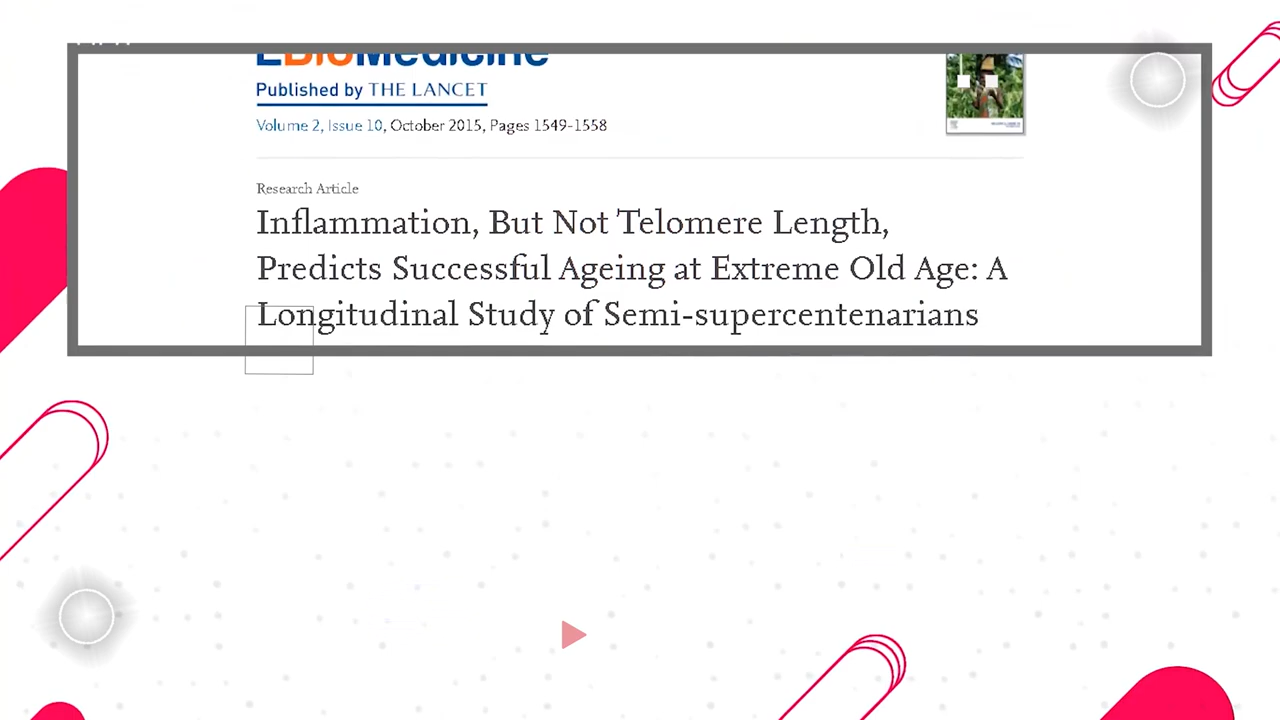 EBioMedicine
Published by THE LANCET
Volume 2, Issue 10, October 2015, Pages 1549-1558
Research Article
Inflammation, But Not Telomere Length,
Predicts Successful Ageing at Extreme Old Age: A
Longitudinal Study of Semi-supercentenarians